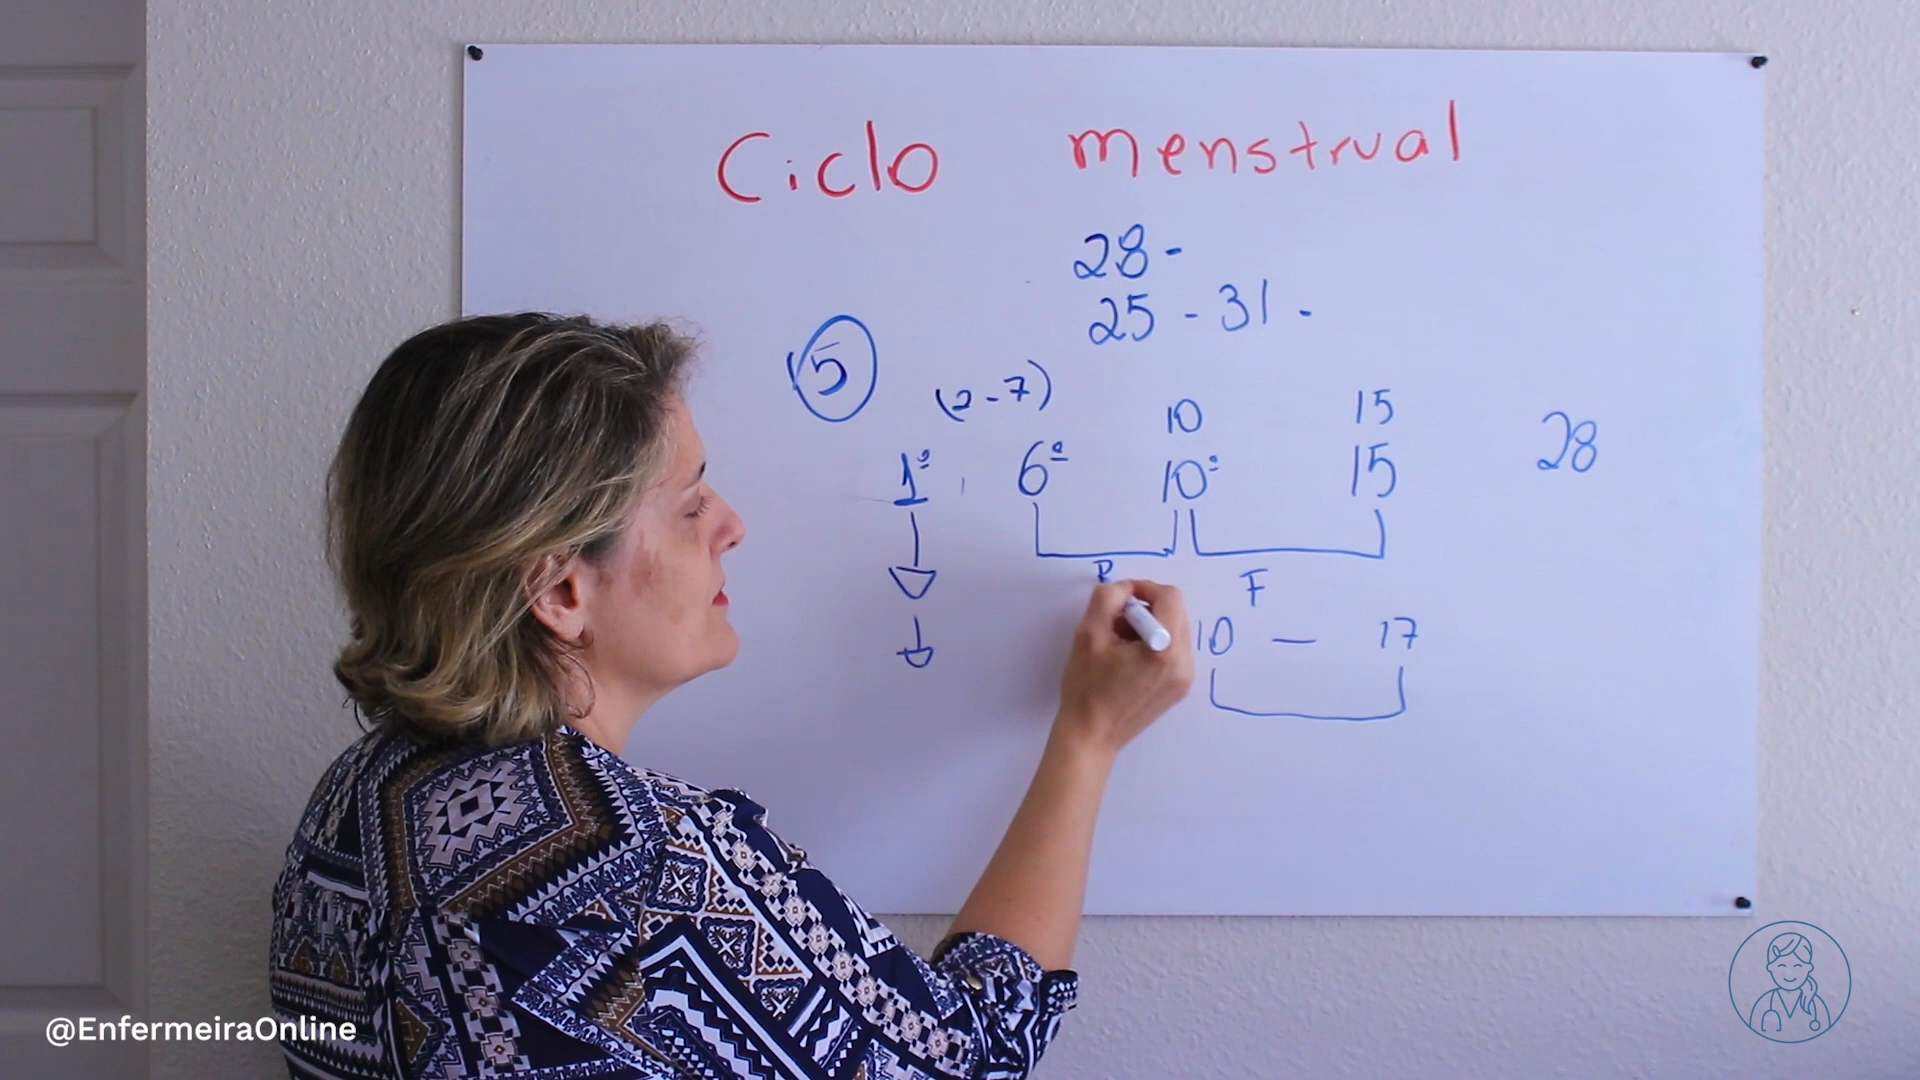 Ciclo menstrual
28-
25 - 31 -
5
(2-7)
10 15
1º 6º 10º 15 28
P F
10 — 17
@EnfermeiraOnline